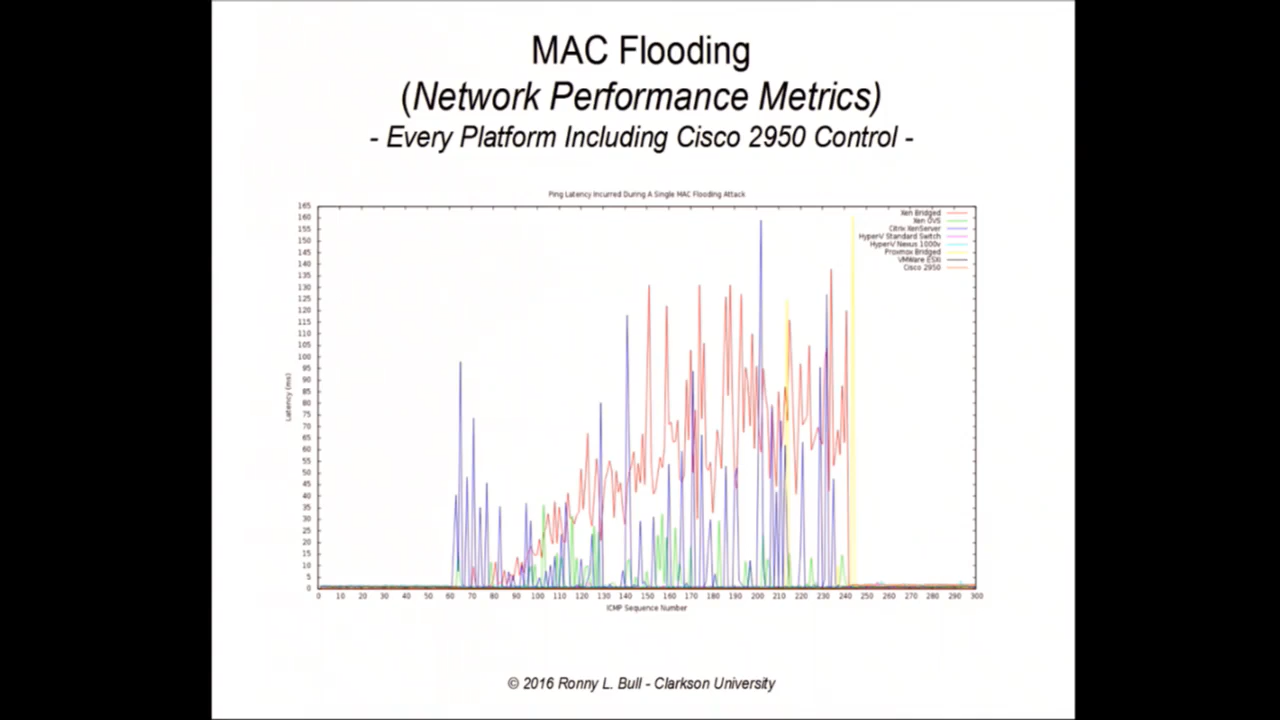 MAC Flooding
(Network Performance Metrics)
- Every Platform Including Cisco 2950 Control -
Ping Latency Incurred During A Single MAC Flooding Attack
165
160
155
150
145
140
135
130
125
120
115
110
105
100
95
90
85
80
75
70
65
60
55
50
45
40
35
30
25
20
15
10
5
0
Latency (ms)
Xen Bridged
Xen OVS
Citrix XenServer
HyperV Standard Switch
HyperV Nexus 1000v
Proxmox Bridged
VMWare ESXi
Cisco 2950
0 10 20 30 40 50 60 70 80 90 100 110 120 130 140 150 160 170 180 190 200 210 220 230 240 250 260 270 280 290 300
ICMP Sequence Number
© 2016 Ronny L. Bull - Clarkson University